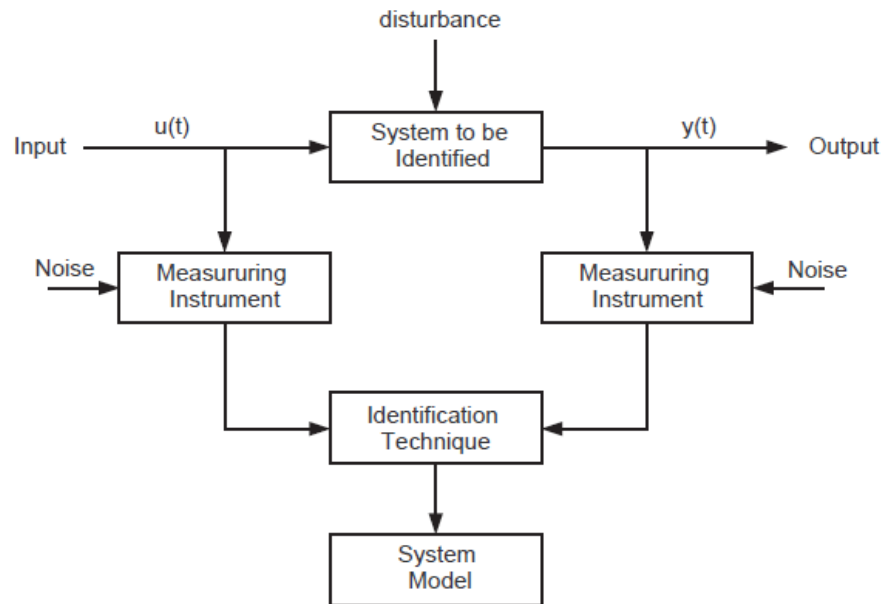 disturbance
u(t)
y(t)
Input
System to be
Identified
Output
Noise
Measururing
Instrument
Measururing
Instrument
Noise
Identification
Technique
System
Model